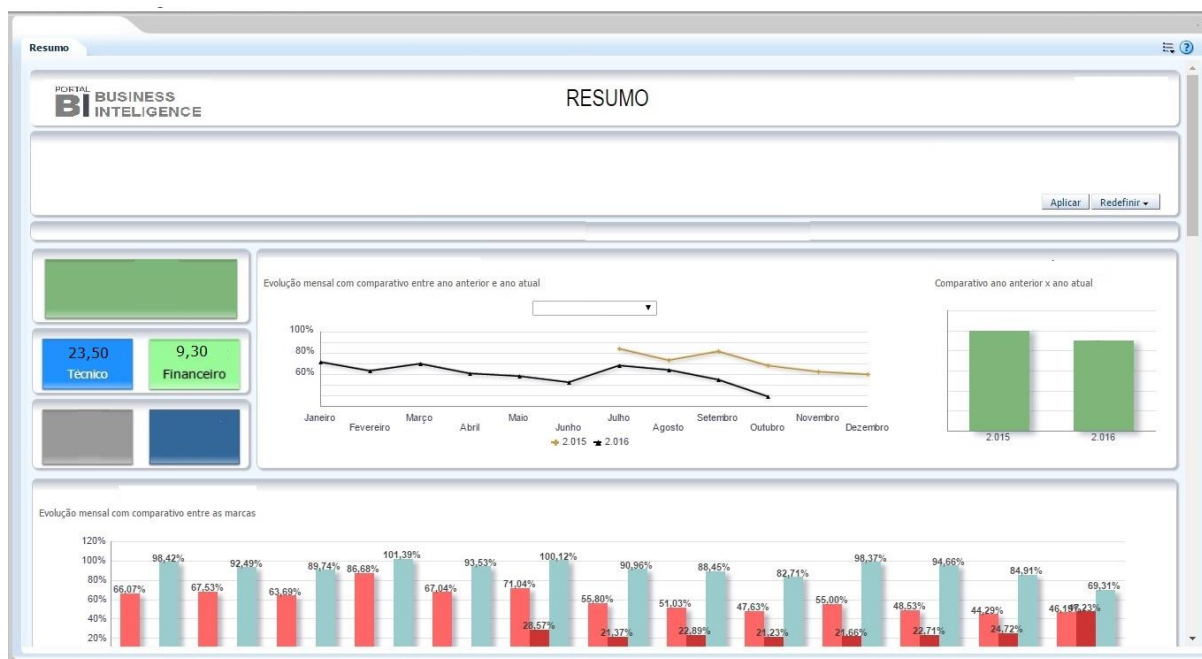 Resumo
PORTAL
BI BUSINESS
INTELIGENCE
RESUMO
Aplicar Redefinir
23,50
Técnico
9,30
Financeiro
Evolução mensal com comparativo entre ano anterior e ano atual
100%
80%
60%
Janeiro Fevereiro Março Abril Maio Junho Julho Agosto Setembro Outubro Novembro Dezembro
2.015 2.016
Comparativo ano anterior x ano atual
2.015 2.016
Evolução mensal com comparativo entre as marcas
120%
100%
80%
60%
40%
20%
98,42% 92,49% 89,74% 101,39% 93,53% 100,12% 90,96% 88,45% 82,71% 98,37% 94,66% 84,91% 69,31%
66,07% 67,53% 63,69% 86,68% 67,04% 71,04% 55,80% 51,03% 47,63% 55,00% 48,53% 44,29%
28,57% 21,37% 22,89% 21,23% 21,66% 22,71% 24,72%